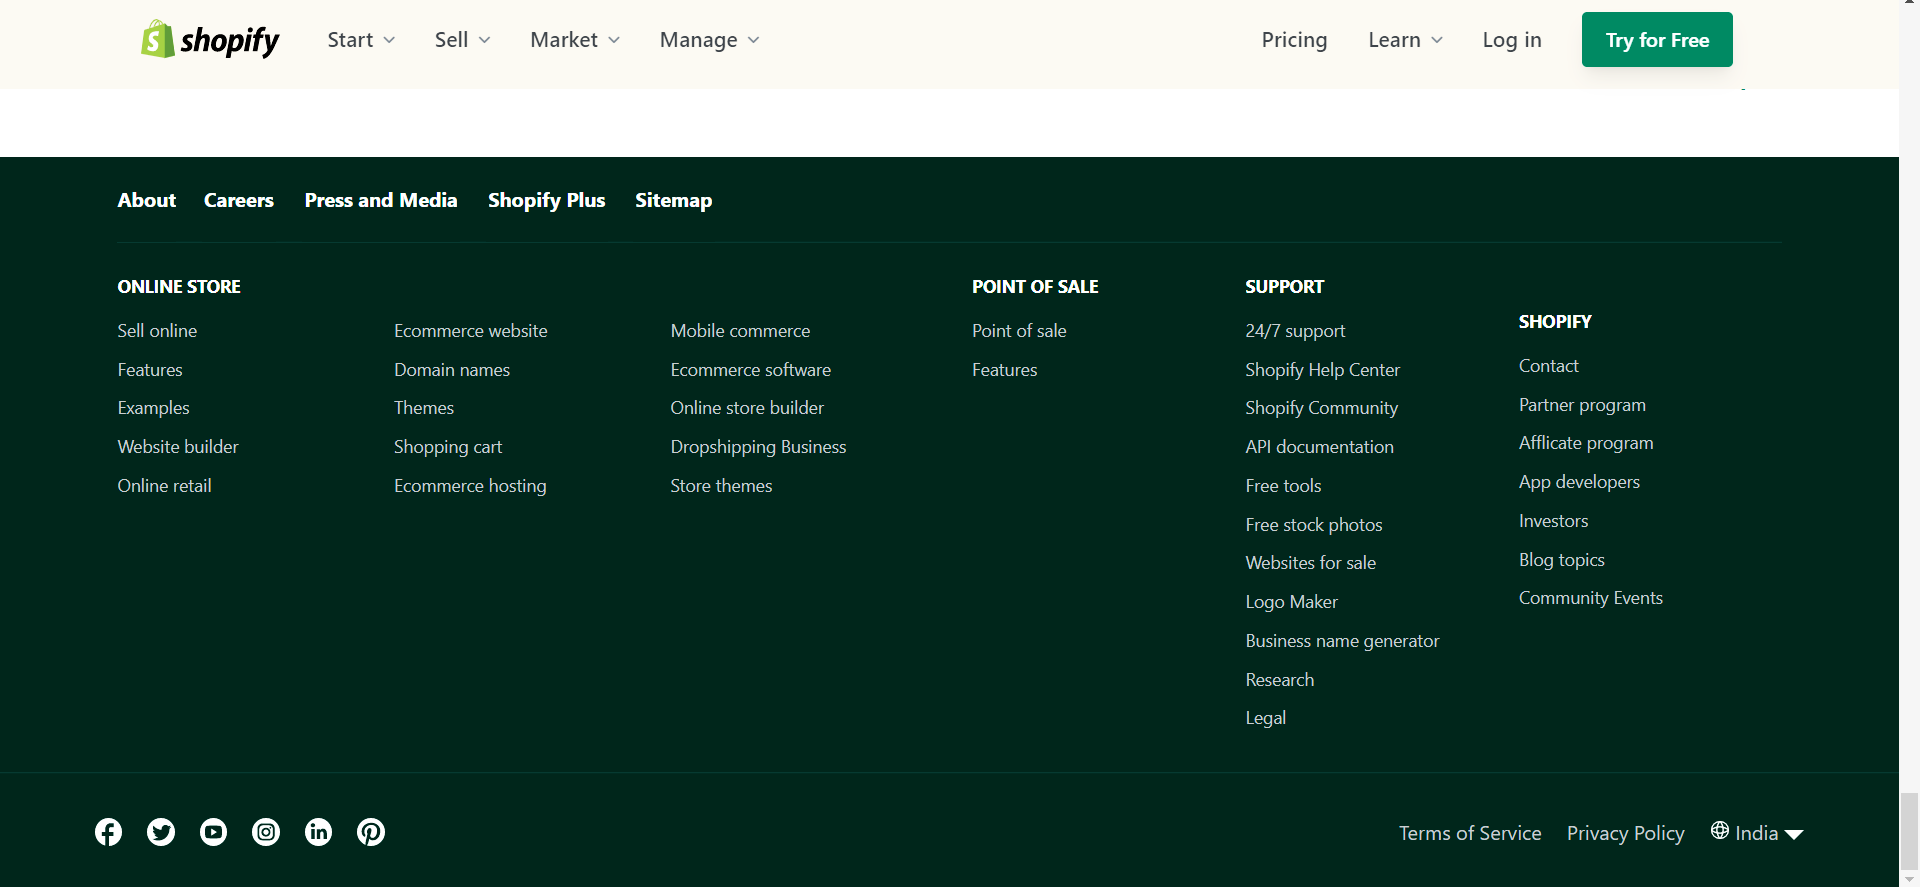 shopify Start Sell Market Manage Pricing Learn Log in Try for Free
About Careers Press and Media Shopify Plus Sitemap
ONLINE STORE
Sell online
Features
Examples
Website builder
Online retail
Ecommerce website
Domain names
Themes
Shopping cart
Ecommerce hosting
Mobile commerce
Ecommerce software
Online store builder
Dropshipping Business
Store themes
POINT OF SALE
Point of sale
Features
SUPPORT
24/7 support
Shopify Help Center
Shopify Community
API documentation
Free tools
Free stock photos
Websites for sale
Logo Maker
Business name generator
Research
Legal
SHOPIFY
Contact
Partner program
Afflicate program
App developers
Investors
Blog topics
Community Events
Terms of Service Privacy Policy India